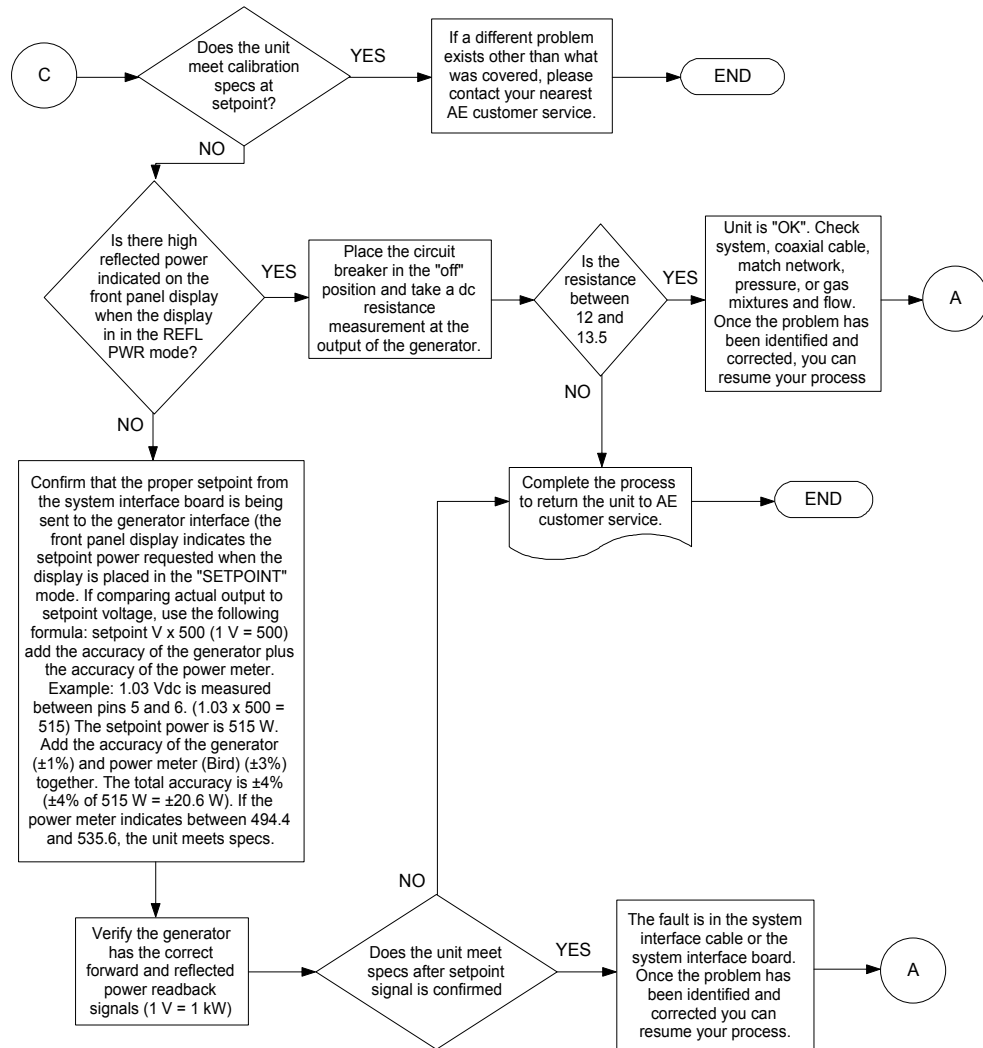 C
Does the unit
meet calibration
specs at
setpoint?
YES
If a different problem
exists other than what
was covered, please
contact your nearest
AE customer service.
END
NO
Is there high
reflected power
indicated on the
front panel display
when the display
in in the REFL
PWR mode?
YES
Place the circuit
breaker in the "off"
position and take a dc
resistance
measurement at the
output of the generator.
Is the
resistance
between
12 and
13.5
YES
Unit is "OK". Check
system, coaxial cable,
match network,
pressure, or gas
mixtures and flow.
Once the problem has
been identified and
corrected, you can
resume your process
A
NO
NO
Confirm that the proper setpoint from
the system interface board is being
sent to the generator interface (the
front panel display indicates the
setpoint power requested when the
display is placed in the "SETPOINT"
mode. If comparing actual output to
setpoint voltage, use the following
formula: setpoint V x 500 (1 V = 500)
add the accuracy of the generator plus
the accuracy of the power meter.
Example: 1.03 Vdc is measured
between pins 5 and 6. (1.03 x 500 =
515) The setpoint power is 515 W.
Add the accuracy of the generator
(±1%) and power meter (Bird) (±3%)
together. The total accuracy is ±4%
(±4% of 515 W = ±20.6 W). If the
power meter indicates between 494.4
and 535.6, the unit meets specs.
Complete the process
to return the unit to AE
customer service.
END
Verify the generator
has the correct
forward and reflected
power readback
signals (1 V = 1 kW)
NO
Does the unit meet
specs after setpoint
signal is confirmed
YES
The fault is in the system
interface cable or the
system interface board.
Once the problem has
been identified and
corrected you can
resume your process.
A